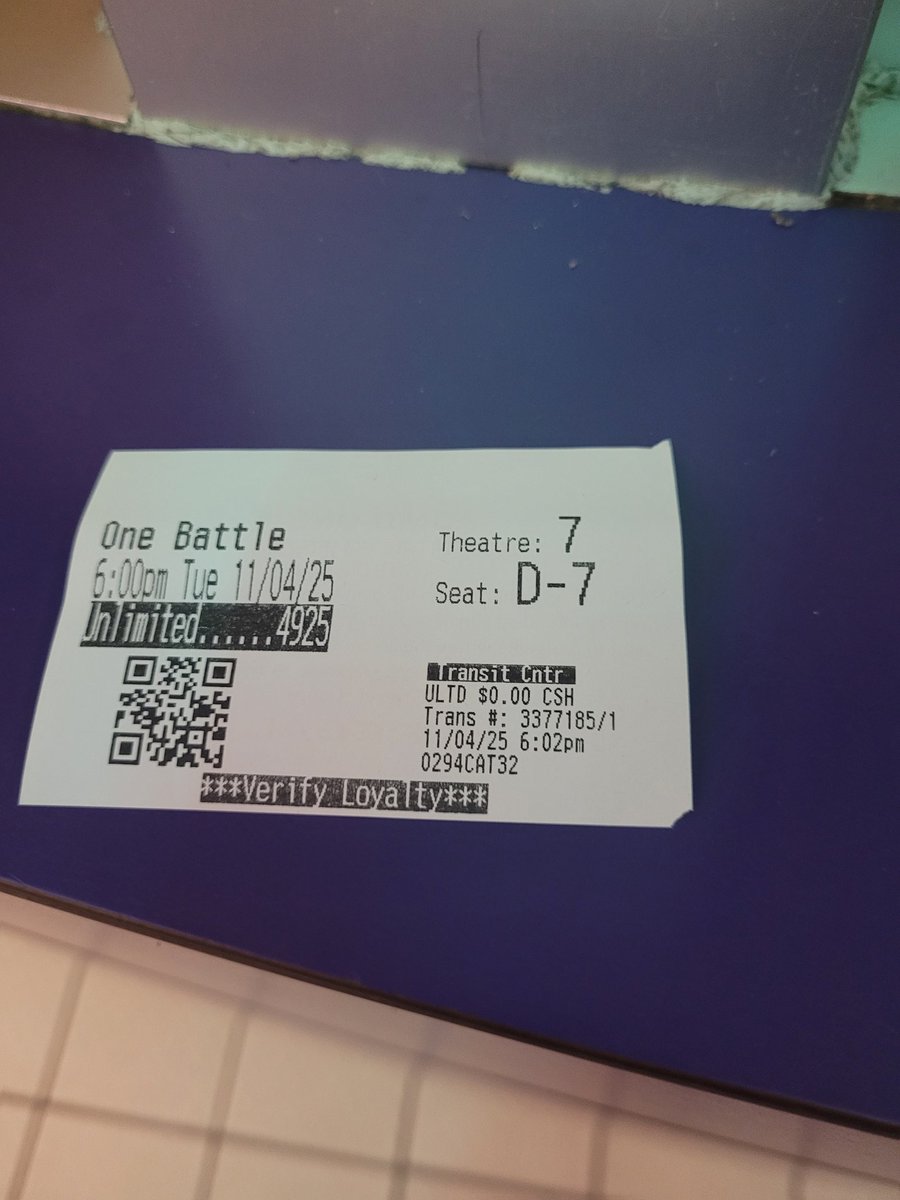 One Battle
6:00pm Tue 11/04/25
Unlimited......4925
Theatre: 7
Seat: D-7
Transit Cntr
ULTD $0.00 CSH
Trans #: 3377185/1
11/04/25 6:02pm
0294CAT32
***Verify Loyalty***